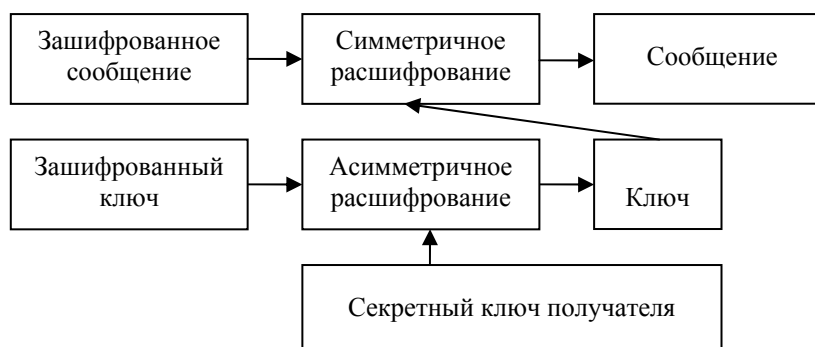 Зашифрованное
сообщение
Симметричное
расшифрование
Сообщение
Зашифрованный
ключ
Асимметричное
расшифрование
Ключ
Секретный ключ получателя